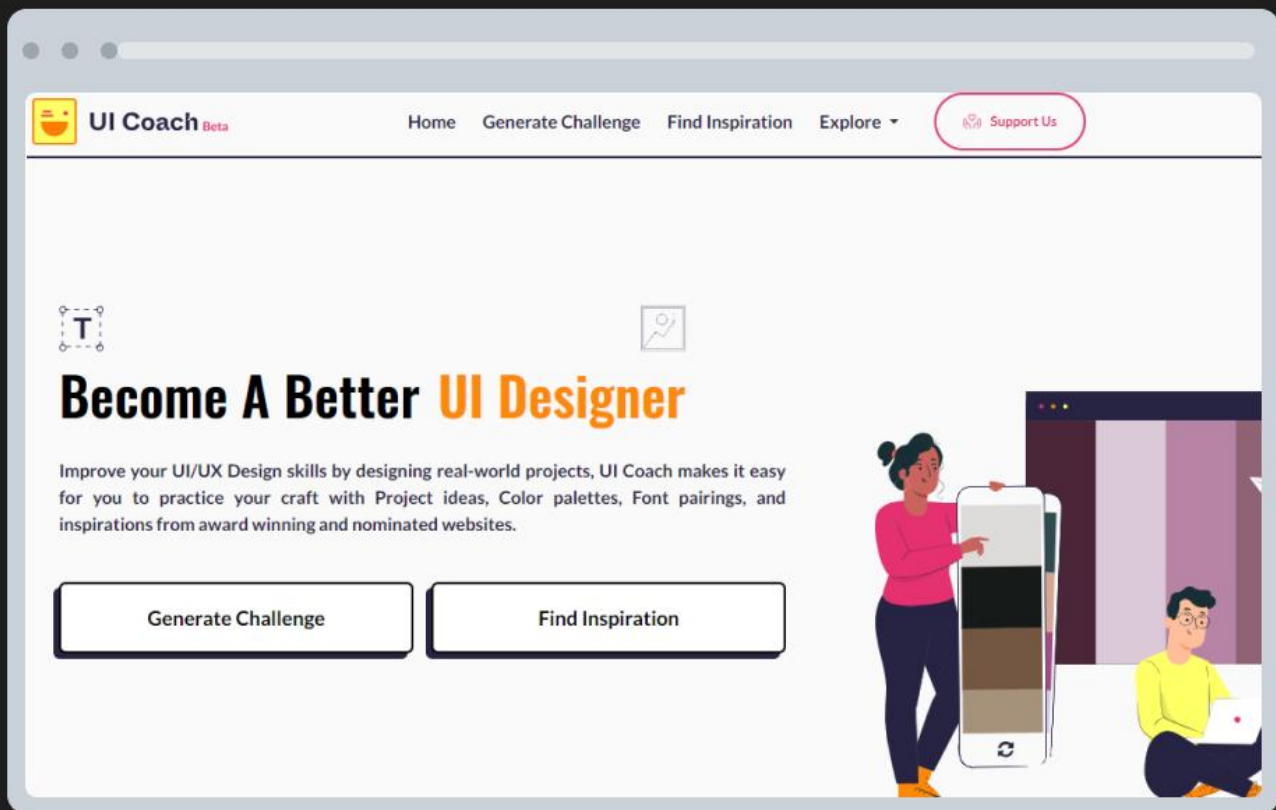 UI Coach Beta
Home Generate Challenge Find Inspiration Explore Support Us
T
Become A Better UI Designer
Improve your UI/UX Design skills by designing real-world projects, UI Coach makes it easy
for you to practice your craft with Project ideas, Color palettes, Font pairings, and
inspirations from award winning and nominated websites.
Generate Challenge Find Inspiration